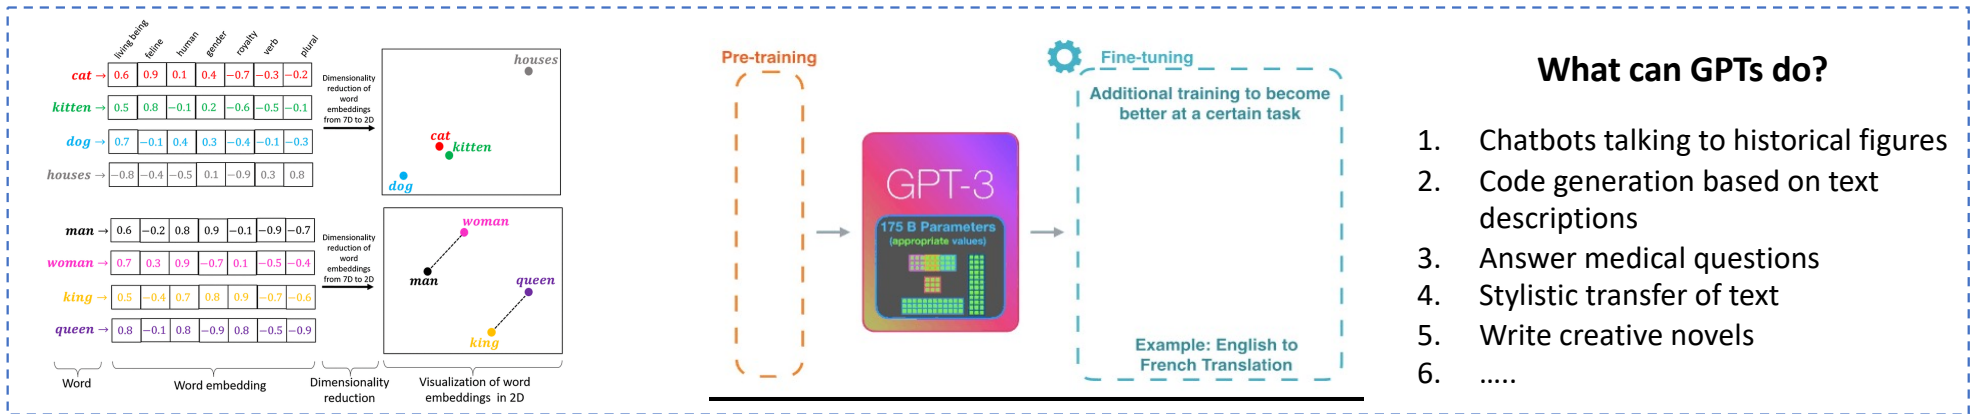 living being feline human gender royalty verb plural
cat → 0.6 0.9 0.1 0.4 −0.7 −0.3 −0.2
kitten → 0.5 0.8 −0.1 0.2 −0.6 −0.5 −0.1
dog → 0.7 −0.1 0.4 0.3 −0.4 −0.1 −0.3
houses → −0.8 −0.4 −0.5 0.1 −0.9 0.3 0.8
Dimensionality
reduction of
word
embeddings
from 7D to 2D
houses
cat
kitten
dog
man → 0.6 −0.2 0.8 0.9 −0.1 −0.9 −0.7
woman → 0.7 0.3 0.9 −0.7 0.1 −0.5 −0.4
king → 0.5 −0.4 0.7 0.8 0.9 −0.7 −0.6
queen → 0.8 −0.1 0.8 −0.9 0.8 −0.5 −0.9
Dimensionality
reduction of
word
embeddings
from 7D to 2D
woman
man
queen
king
Word
Word embedding
Dimensionality
reduction
Visualization of word
embeddings in 2D
Pre-training
GPT-3
175 B Parameters
(appropriate values)
Fine-tuning
Additional training to become
better at a certain task
Example: English to
French Translation
What can GPTs do?
1. Chatbots talking to historical figures
2. Code generation based on text
descriptions
3. Answer medical questions
4. Stylistic transfer of text
5. Write creative novels
6. .....